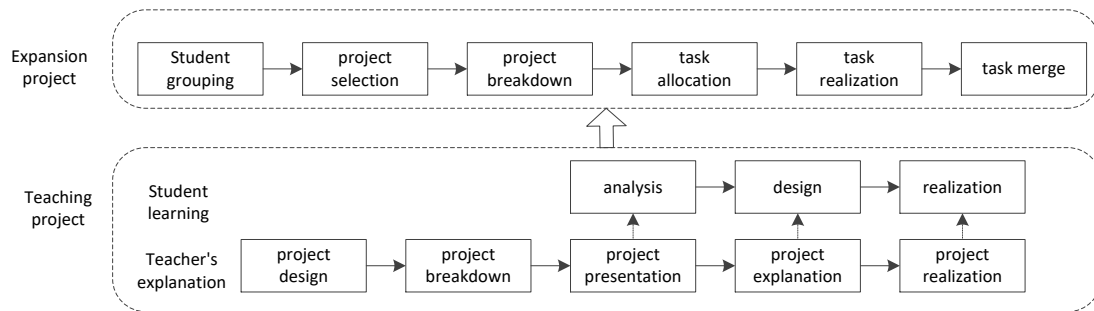 Expansion
project
Student
grouping
project
selection
project
breakdown
task
allocation
task
realization
task merge
Teaching
project
Student
learning
analysis
design
realization
Teacher's
explanation
project
design
project
breakdown
project
presentation
project
explanation
project
realization